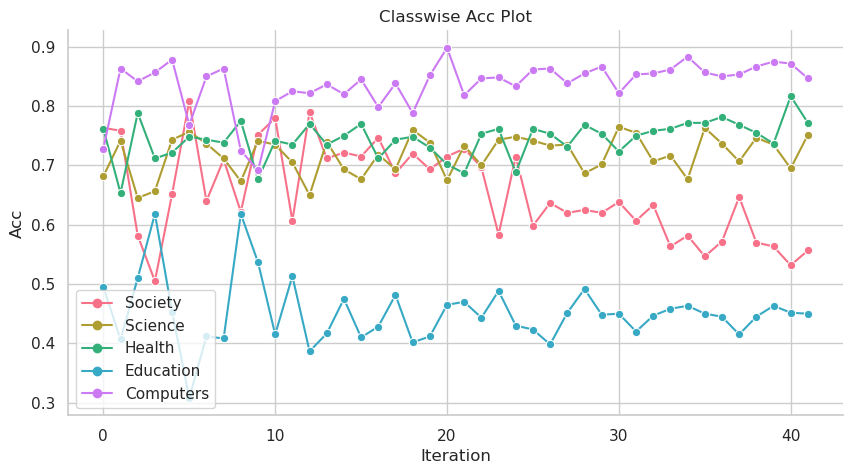 Classwise Acc Plot
Acc
0.9
0.8
0.7
0.6
0.5
0.4
0.3
Society
Science
Health
Education
Computers
0 10 20 30 40
Iteration